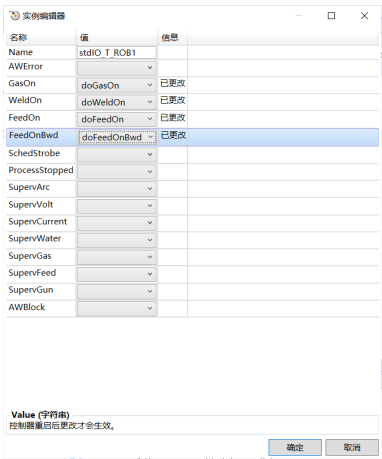 实例编辑器
名称 值 信息
Name stdIO_T_ROB1
AWError
GasOn doGasOn 已更改
WeldOn doWeldOn 已更改
FeedOn doFeedOn 已更改
FeedOnBwd doFeedOnBwd 已更改
SchedStrobe
ProcessStopped
SupervArc
SupervVolt
SupervCurrent
SupervWater
SupervGas
SupervFeed
SupervGun
AWBlock
Value (字符串)
控制器重启后更改才会生效。
确定 取消